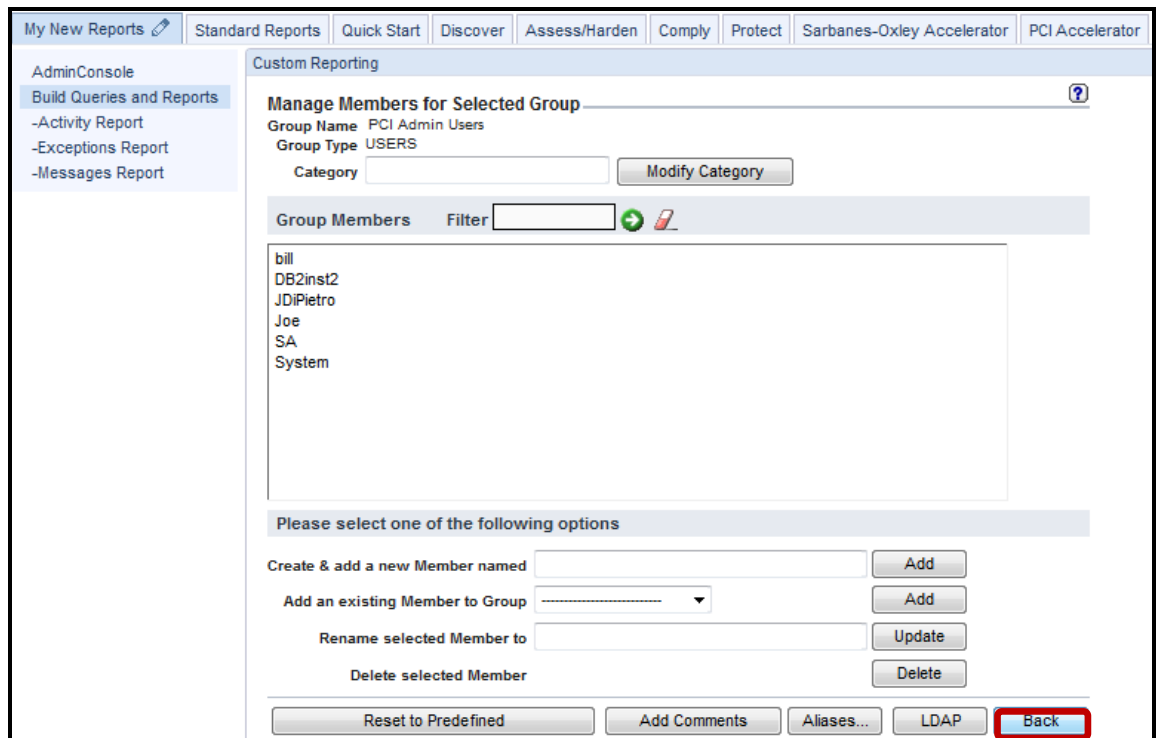 My New Reports
Standard Reports
Quick Start
Discover
Assess/Harden
Comply
Protect
Sarbanes-Oxley Accelerator
PCI Accelerator
AdminConsole
Build Queries and Reports
-Activity Report
-Exceptions Report
-Messages Report
Custom Reporting
Manage Members for Selected Group
?
Group Name PCI Admin Users
Group Type USERS
Category
Modify Category
Group Members Filter
bill
DB2inst2
JDiPietro
Joe
SA
System
Please select one of the following options
Create & add a new Member named
Add
Add an existing Member to Group
---------------------------
Add
Rename selected Member to
Update
Delete selected Member
Delete
Reset to Predefined
Add Comments
Aliases...
LDAP
Back